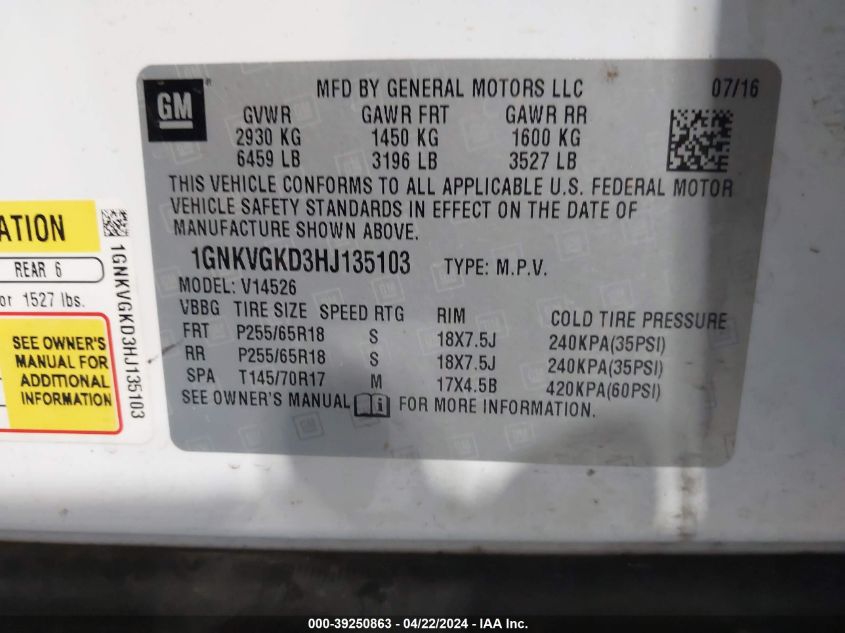 GM
MFD BY GENERAL MOTORS LLC 07/16
GVWR GAWR FRT GAWR RR
2930 KG 1450 KG 1600 KG
6459 LB 3196 LB 3527 LB
THIS VEHICLE CONFORMS TO ALL APPLICABLE U.S. FEDERAL MOTOR
VEHICLE SAFETY STANDARDS IN EFFECT ON THE DATE OF
MANUFACTURE SHOWN ABOVE.
1GNKVGKD3HJ135103 TYPE: M.P.V.
MODEL: V14526
VBBG TIRE SIZE SPEED RTG RIM COLD TIRE PRESSURE
FRT P255/65R18 S 18X7.5J 240KPA(35PSI)
RR P255/65R18 S 18X7.5J 240KPA(35PSI)
SPA T145/70R17 M 17X4.5B 420KPA(60PSI)
SEE OWNER'S MANUAL FOR MORE INFORMATION.
ATION
REAR 6
or 1527 lbs.
SEE OWNER'S
MANUAL FOR
ADDITIONAL
INFORMATION
1GNKVGKD3HJ135103
000-39250863 - 04/22/2024 - IAA Inc.